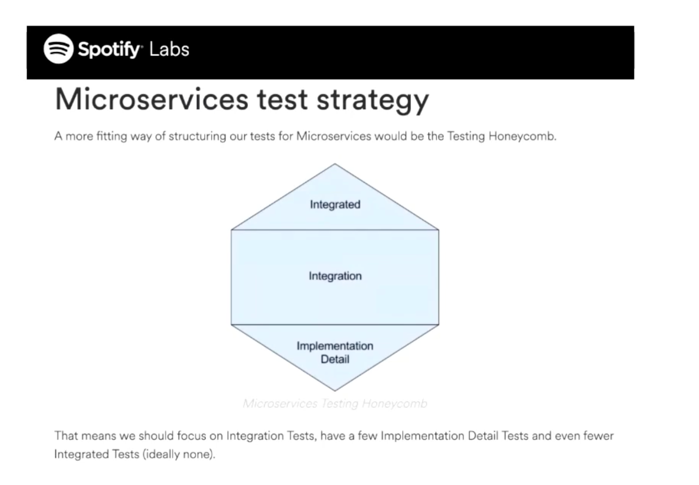 Spotify Labs
Microservices test strategy
A more fitting way of structuring our tests for Microservices would be the Testing Honeycomb.
Integrated
Integration
Implementation
Detail
Microservices Testing Honeycomb
That means we should focus on Integration Tests, have a few Implementation Detail Tests and even fewer
Integrated Tests (ideally none).